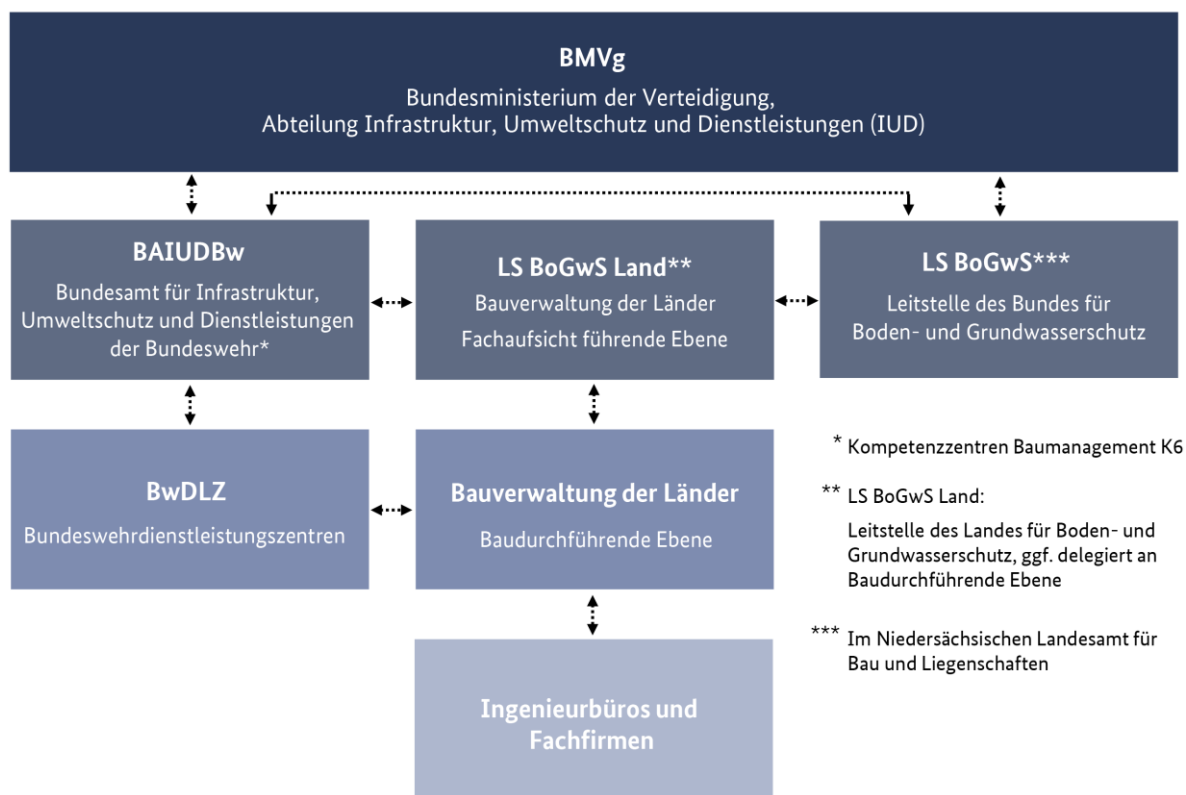 BMVg
Bundesministerium der Verteidigung,
Abteilung Infrastruktur, Umweltschutz und Dienstleistungen (IUD)
BAIUDBw
Bundesamt für Infrastruktur,
Umweltschutz und Dienstleistungen
der Bundeswehr*
LS BoGwS Land**
Bauverwaltung der Länder
Fachaufsicht führende Ebene
LS BoGwS***
Leitstelle des Bundes für
Boden- und Grundwasserschutz
BwDLZ
Bundeswehrdienstleistungszentren
Bauverwaltung der Länder
Baudurchführende Ebene
Ingenieurbüros und
Fachfirmen
* Kompetenzzentren Baumanagement K6
** LS BoGwS Land:
Leitstelle des Landes für Boden- und
Grundwasserschutz, ggf. delegiert an
Baudurchführende Ebene
*** Im Niedersächsischen Landesamt für
Bau und Liegenschaften